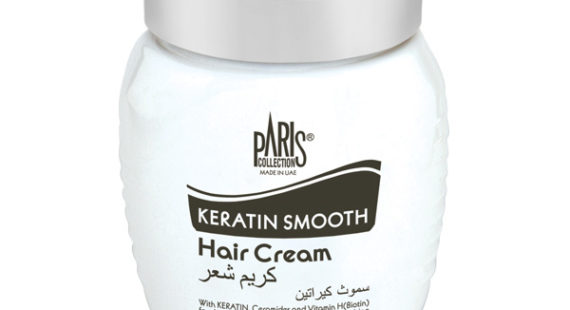 PARIS®
COLLECTION
MADE IN UAE
KERATIN SMOOTH
Hair Cream
كريم شعر
سموث كيراتين
With KERATIN, Ceramides and Vitamin H(Biotin)